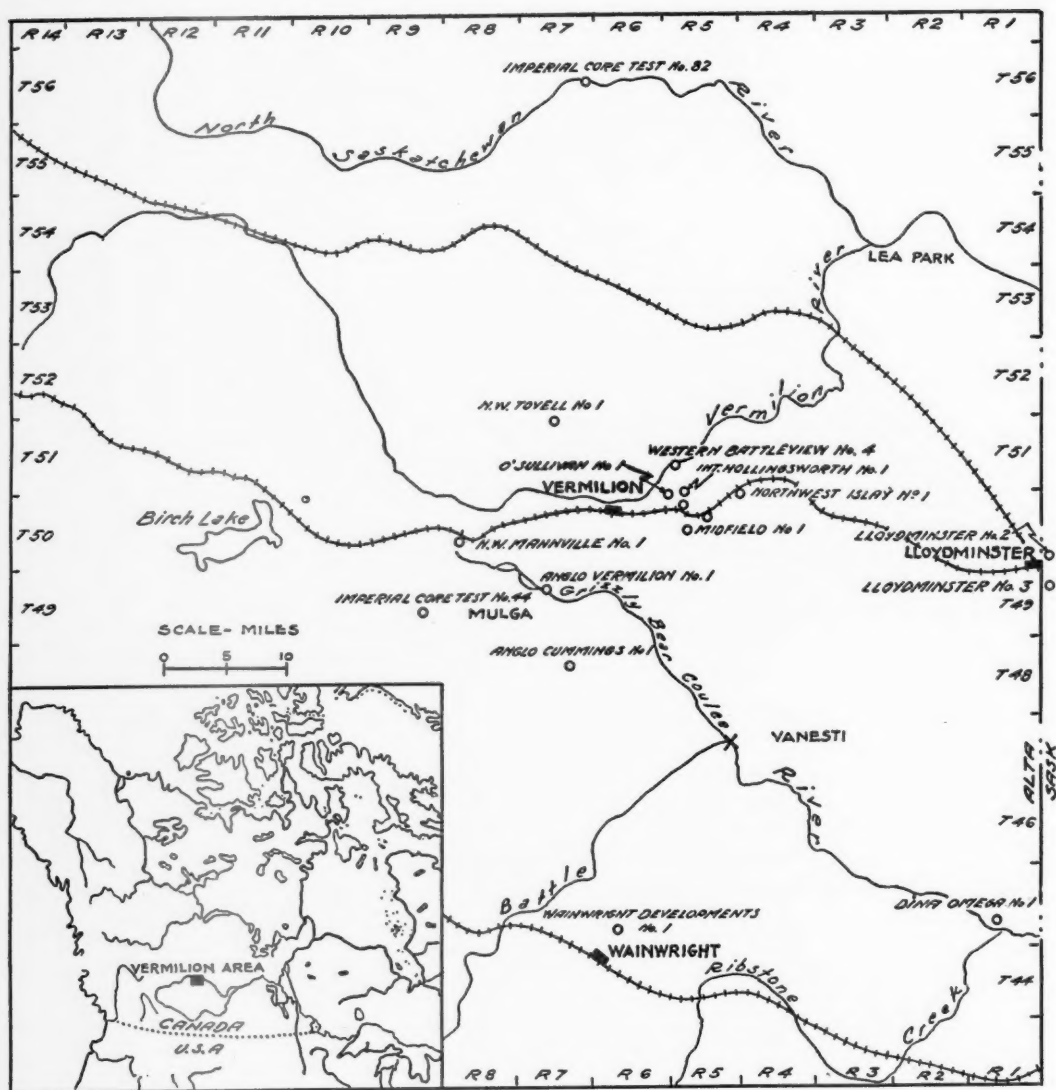 R14 R13 R12 R11 R10 R9 R8 R7 R6 R5 R4 R3 R2 R1
T56
IMPERIAL CORE TEST No. 82
T56
North Saskatchewan River
T55
T55
T54
T54
LEA PARK
River
T53
T53
T52
T52
Vermilion
N.W. TOVELL No 1
T51
T51
WESTERN BATTLEVIEW No. 4
O'SULLIVAN No 1
INT. HOLLINGSWORTH No. 1
VERMILION
NORTHWEST ISLAY No 1
Birch Lake
T50
T50
MIDFIELD No 1
N.W. MANNVILLE No. 1
LLOYDMINSTER No. 2
LLOYDMINSTER
ANGLO VERMILION No. 1
LLOYDMINSTER No. 3
IMPERIAL CORE TEST No. 44
MULGA
Grizzly Bear Coulee
T49
T49
SCALE - MILES
0 5 10
ANGLO CUMMINGS No 1
T48
VANESTI
River
ALTA
SASK
T46
Battle
WAINWRIGHT DEVELOPMENTS
No. 1
DINA OMEGA No 1
WAINWRIGHT
Ribstone
Creek
T44
VERMILION AREA
CANADA
U.S.A
R8 R7 R6 R5 R4 R3 R2 R1